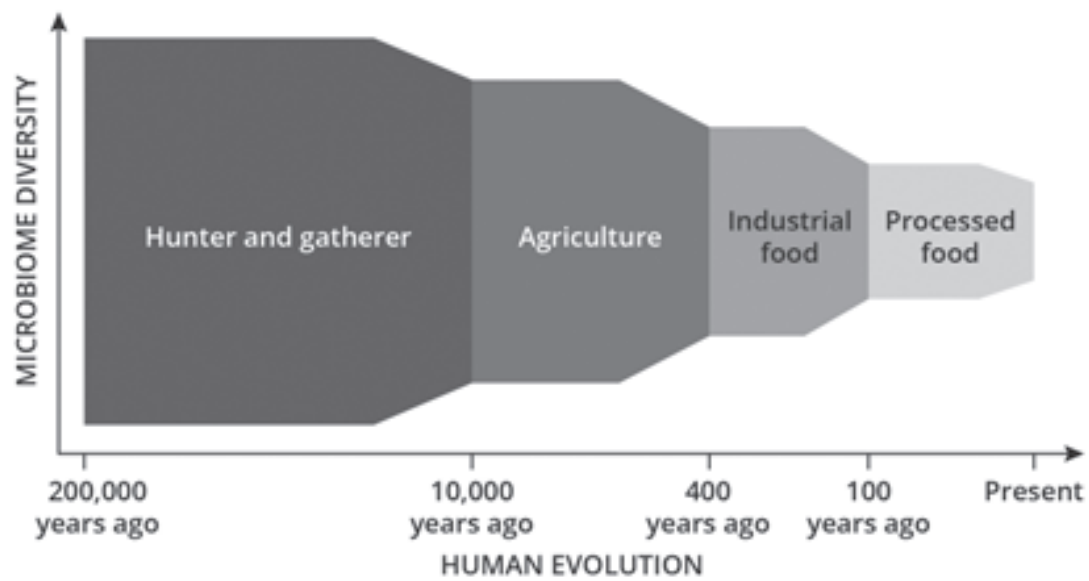 MICROBIOME DIVERSITY
Hunter and gatherer
Agriculture
Industrial
food
Processed
food
200,000
years ago
10,000
years ago
400
years ago
100
years ago
Present
HUMAN EVOLUTION